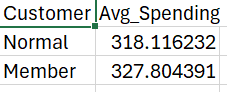 Customer Avg_Spending
Normal 318.116232
Member 327.804391